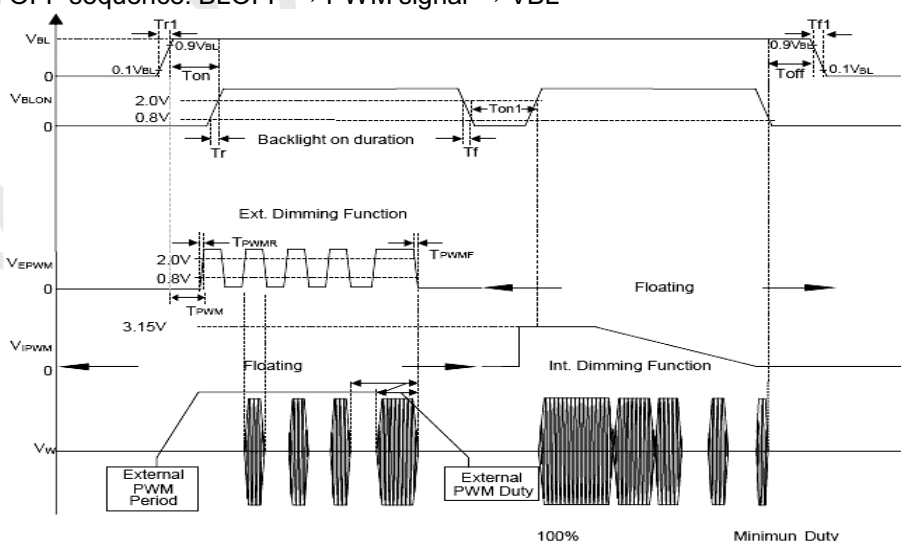 OFF sequence: BLOFF → PWM signal → VBL
Tr1
Tf1
VBL
0.9VBL
0.9VBL
0.1VBL
Ton
Toff
0.1VBL
0
VBLON
2.0V
Ton1
0.8V
0
Backlight on duration
Tr
Tf
Ext. Dimming Function
TPWMR
TPWMF
VEPWM
2.0V
0.8V
0
Floating
TPWM
3.15V
VIPWM
0
Floating
Int. Dimming Function
VW
External
PWM
Period
External
PWM Duty
100%
Minimun Duty